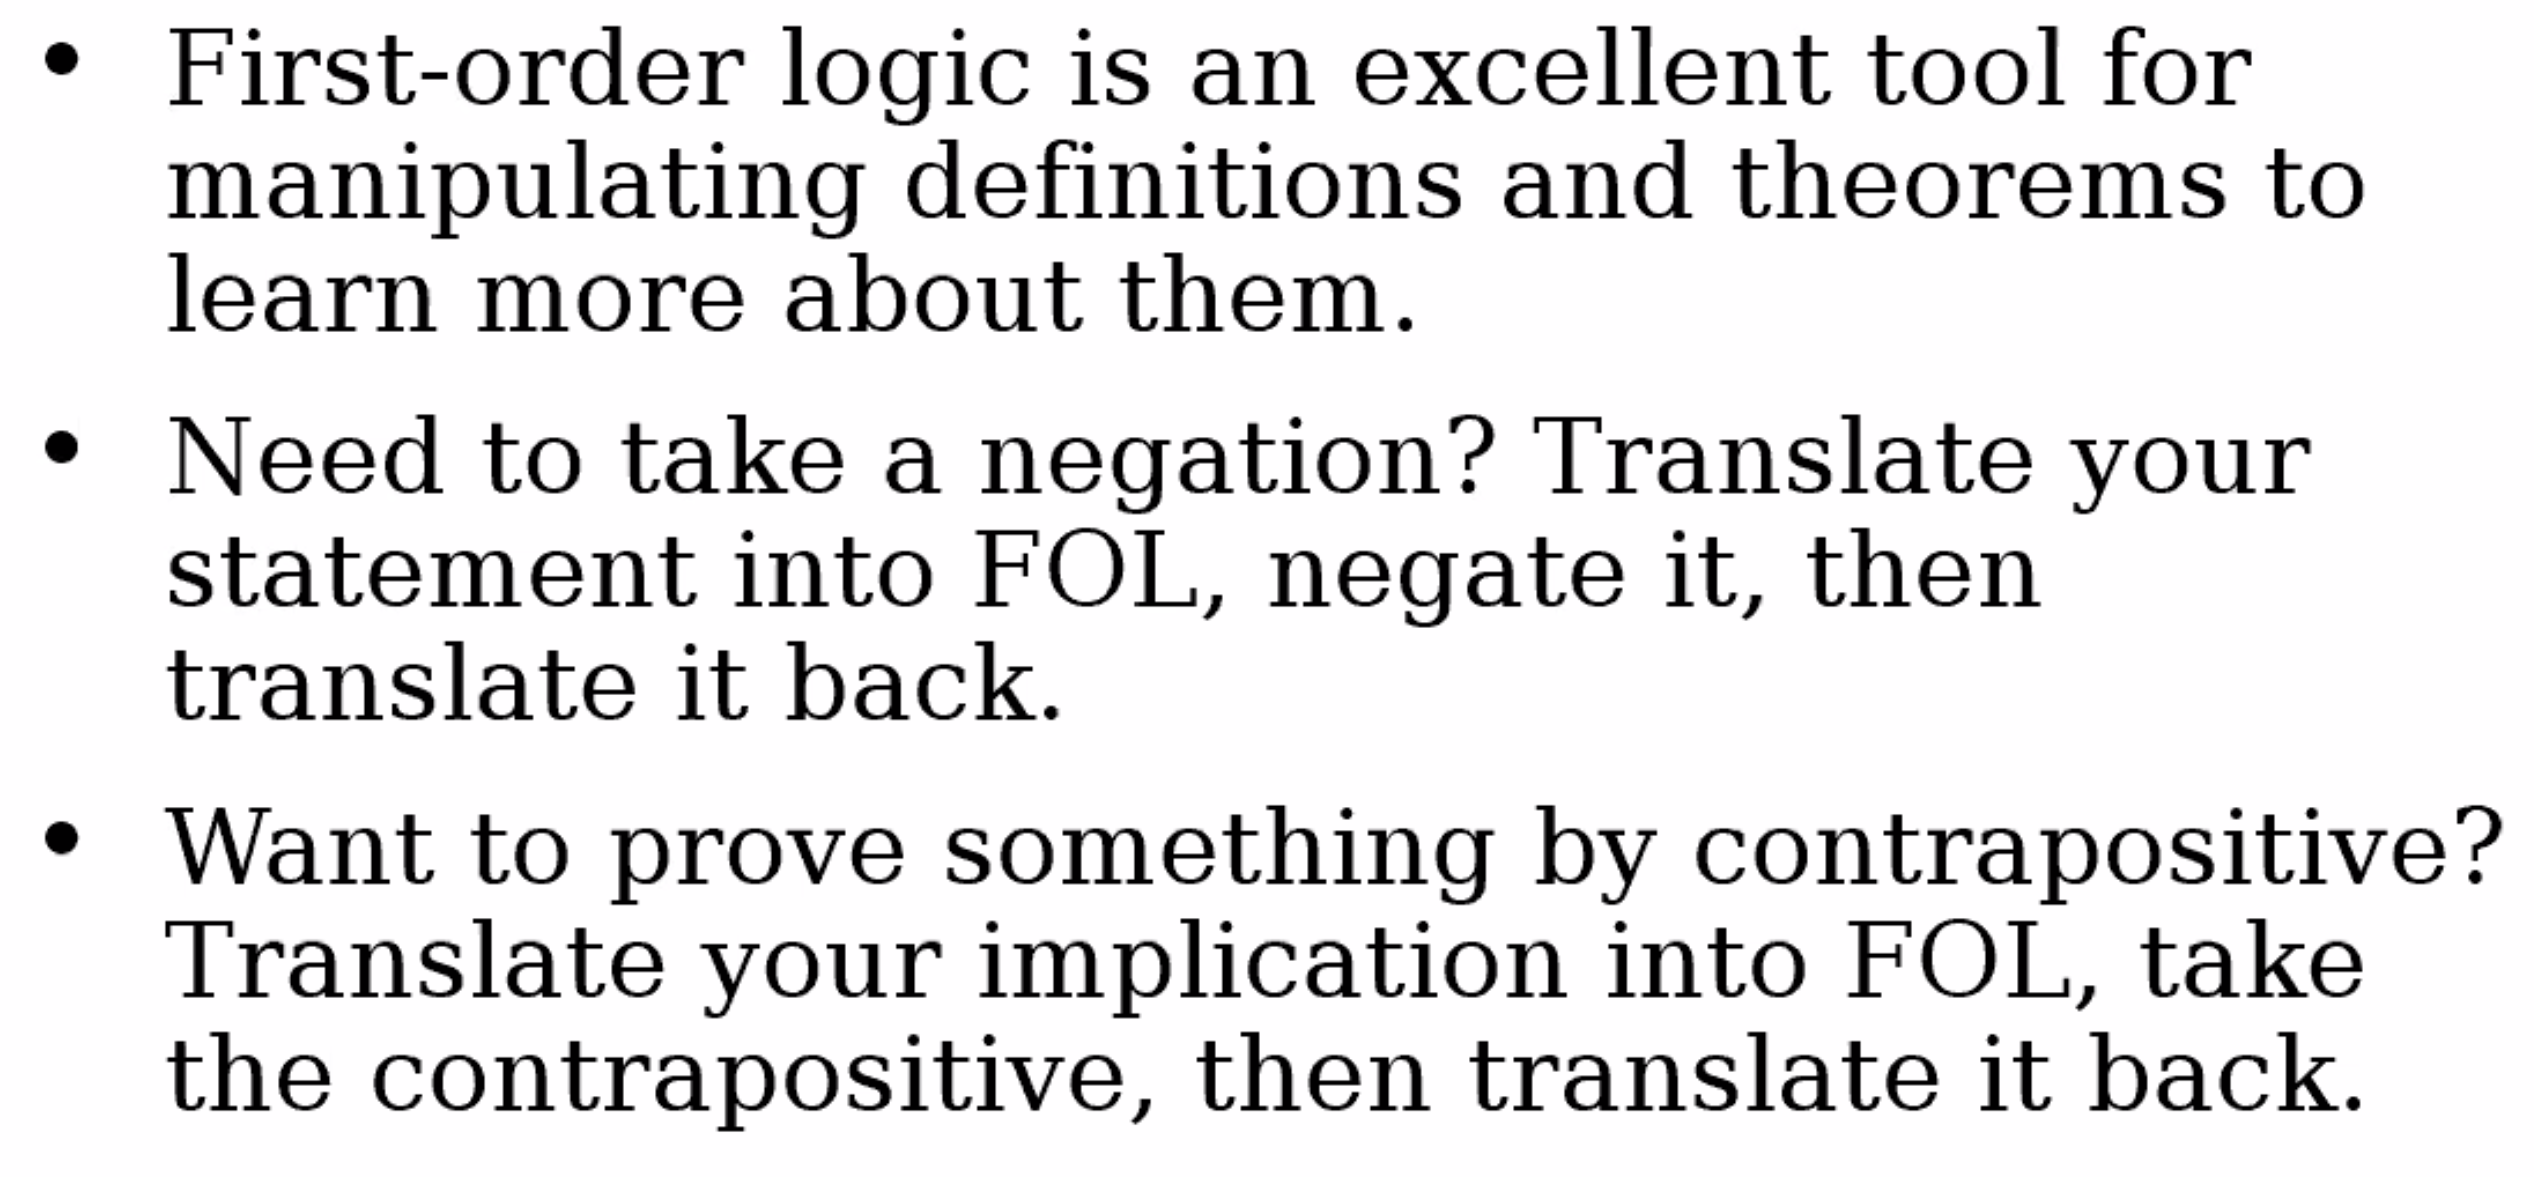 • First-order logic is an excellent tool for
manipulating definitions and theorems to
learn more about them.
• Need to take a negation? Translate your
statement into FOL, negate it, then
translate it back.
• Want to prove something by contrapositive?
Translate your implication into FOL, take
the contrapositive, then translate it back.